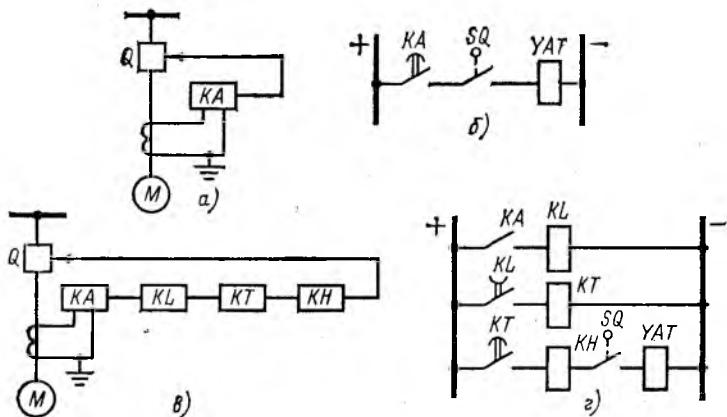 Q
KA
M
а)
+
KA
SQ
YAT
−
б)
Q
KA
KL
KT
KH
M
в)
+
KA
KL
−
KL
KT
KT
KH
SQ
YAT
г)